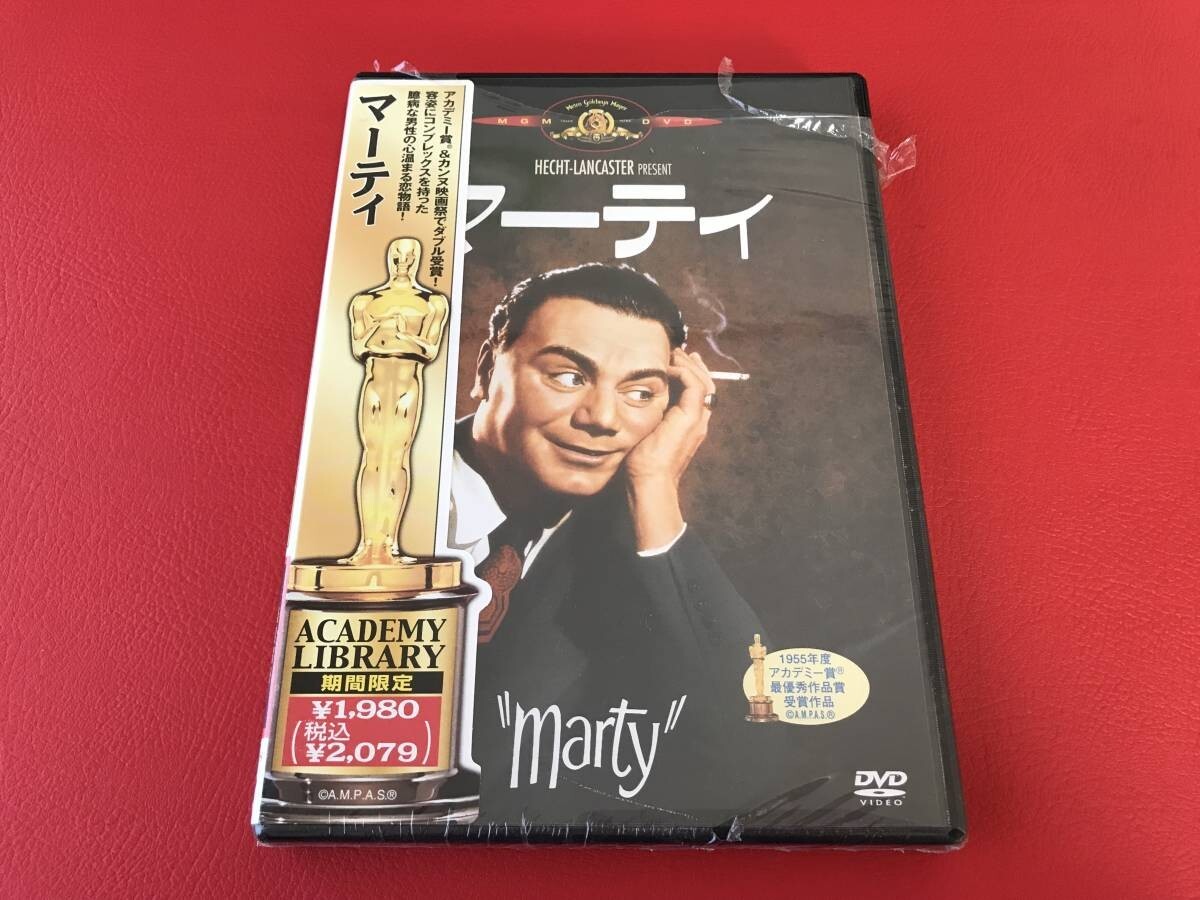 マーティ
アカデミー賞®&カンヌ映画祭でダブル受賞!
容姿にコンプレックスを持った
臆病な男性の心温まる恋物語!
ACADEMY
LIBRARY
期間限定
¥1,980
(税込
¥2,079)
©A.M.P.A.S.®
Metro Goldwyn Mayer
MGM DVD
HECHT-LANCASTER PRESENT
マーティ
"marty"
1955年度
アカデミー賞®
最優秀作品賞
受賞作品
©A.M.P.A.S.®
DVD
VIDEO